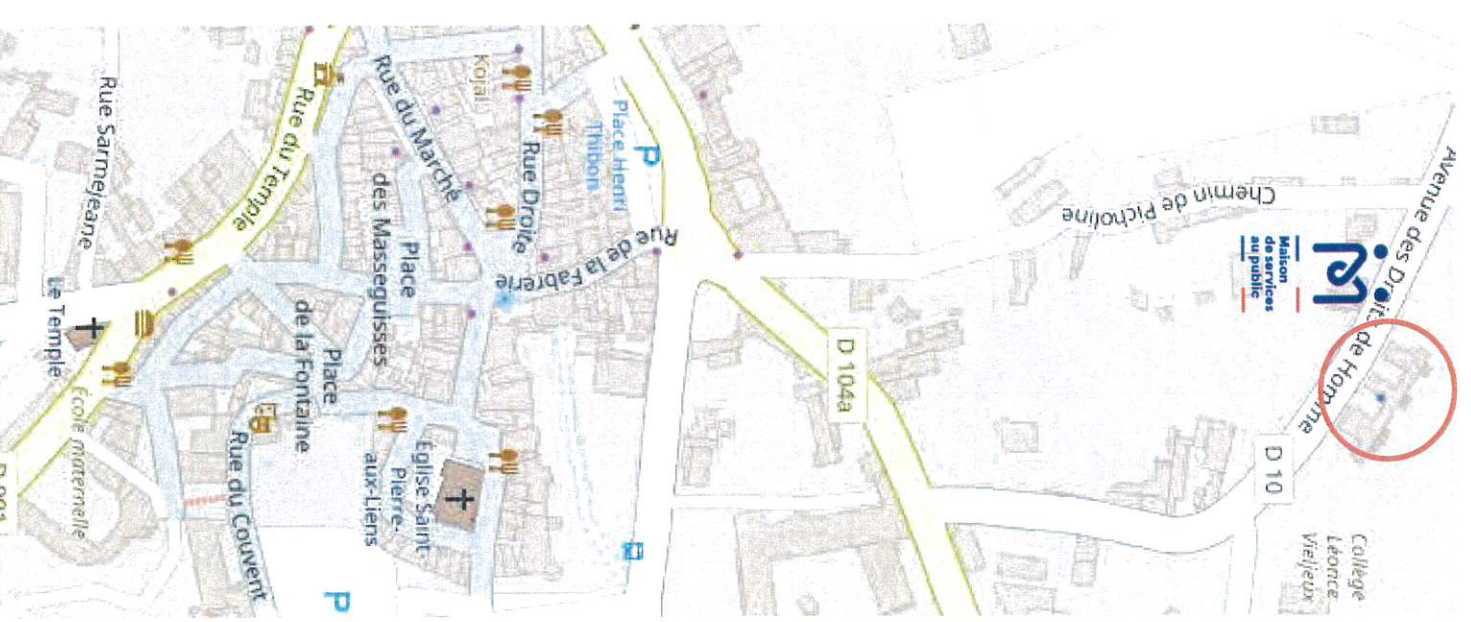 Avenue des Droits de Homme
Maison
de services
au public
Chemin de Picholine
D 10
Collège
Léonce
Vieljeux
D 104a
P
Place Henri
Thibon
Rue de la Fabrerie
Rue Droite
Kojal
Rue du Marché
Place
des Masseguisses
Place
de la Fontaine
Église Saint
Pierre-
aux-Liens
P
Rue du Couvent
Rue du Temple
Rue Sarmejeane
Le Temple
École maternelle